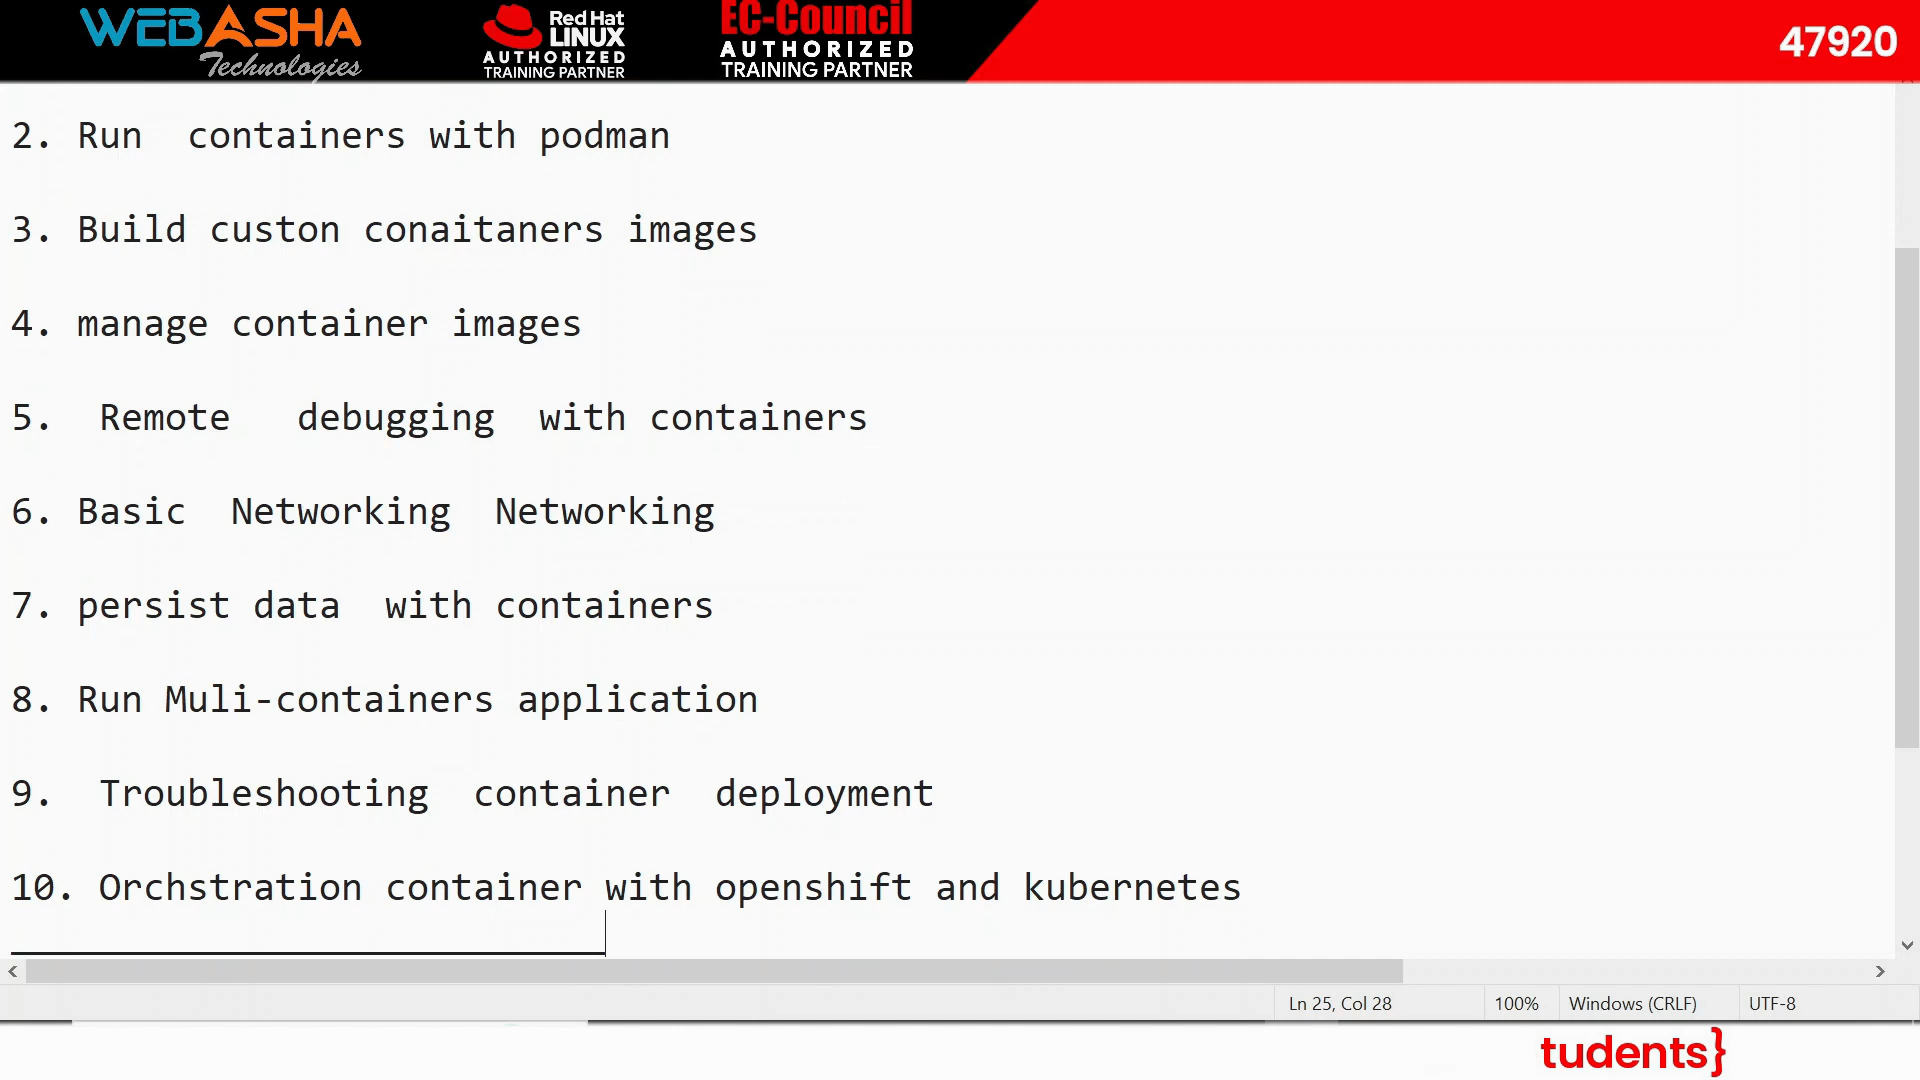 WEBASHA
Technologies
Red Hat
LINUX
AUTHORIZED
TRAINING PARTNER
EC-Council
AUTHORIZED
TRAINING PARTNER
47920
2. Run  containers with podman
3. Build custon conaitaners images
4. manage container images
5.  Remote   debugging  with containers
6. Basic  Networking  Networking
7. persist data  with containers
8. Run Muli-containers application
9.  Troubleshooting  container  deployment
10. Orchstration container with openshift and kubernetes
Ln 25, Col 28
100%
Windows (CRLF)
UTF-8
tudents}